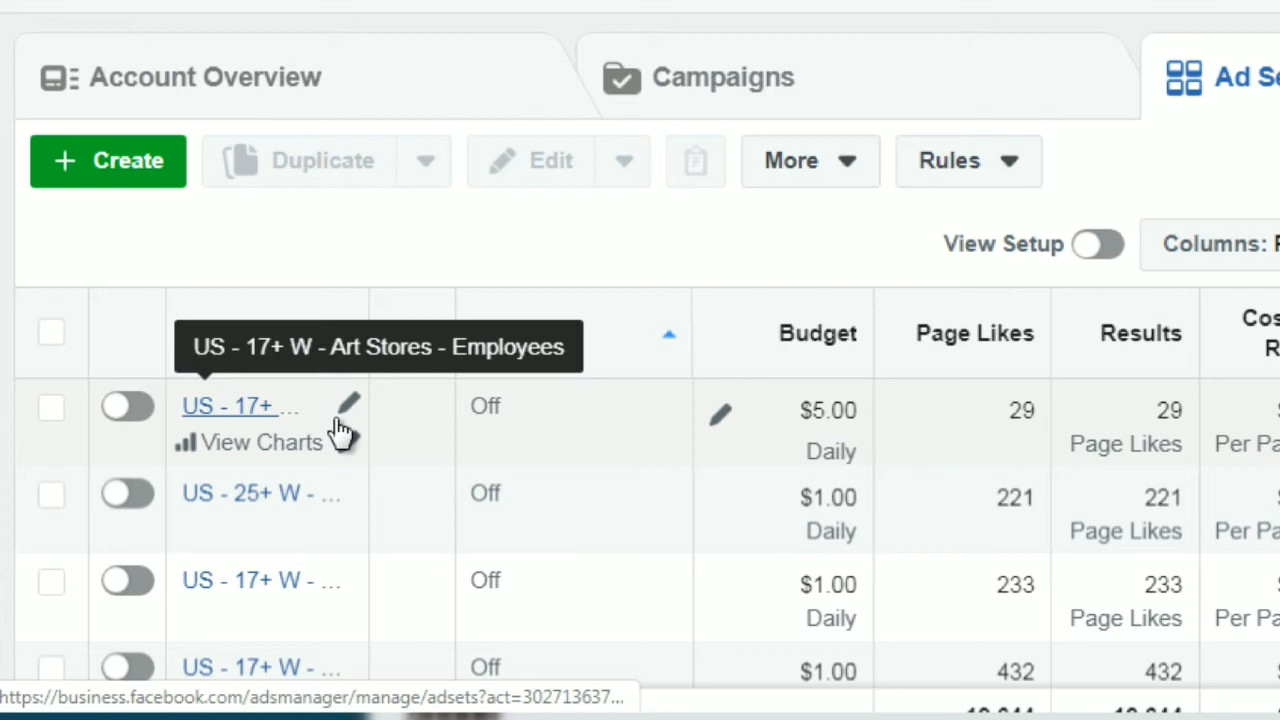 Account Overview
Campaigns
Ad Se
+ Create
Duplicate
Edit
More
Rules
View Setup
Columns:
US - 17+ W - Art Stores - Employees
Budget
Page Likes
Results
Cos
R
US - 17+ ...
View Charts
Off
$5.00
Daily
29
29
Page Likes
Per Pa
US - 25+ W - ...
Off
$1.00
Daily
221
221
Page Likes
Per Pa
US - 17+ W - ...
Off
$1.00
Daily
233
233
Page Likes
Per Pa
US - 17+ W - ...
Off
$1.00
432
432
https://business.facebook.com/adsmanager/manage/adsets?act=302713637...